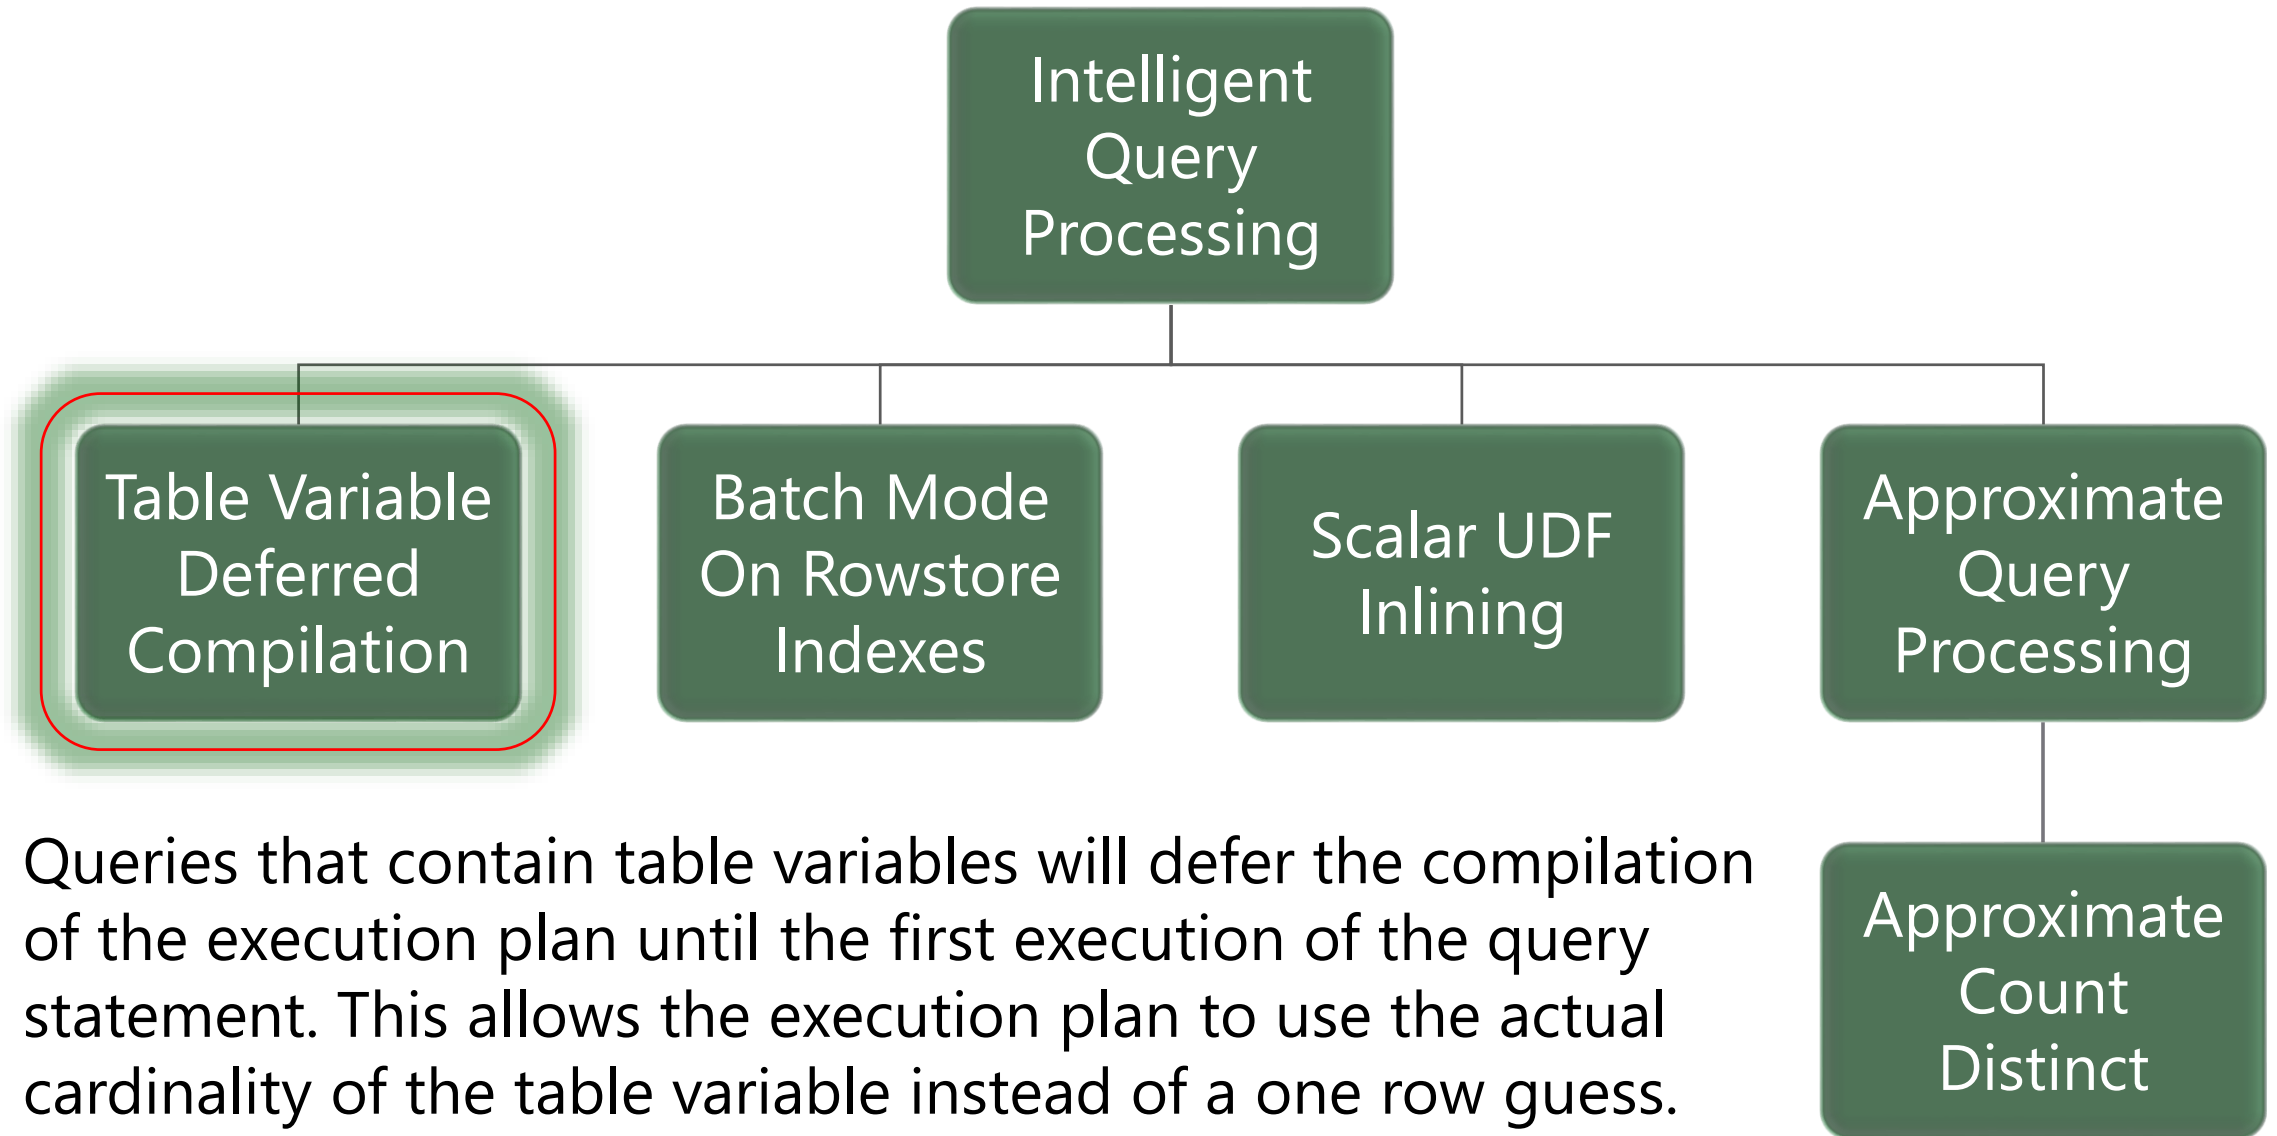 Intelligent
Query
Processing
Table Variable
Deferred
Compilation
Batch Mode
On Rowstore
Indexes
Scalar UDF
Inlining
Approximate
Query
Processing
Approximate
Count
Distinct
Queries that contain table variables will defer the compilation
of the execution plan until the first execution of the query
statement. This allows the execution plan to use the actual
cardinality of the table variable instead of a one row guess.